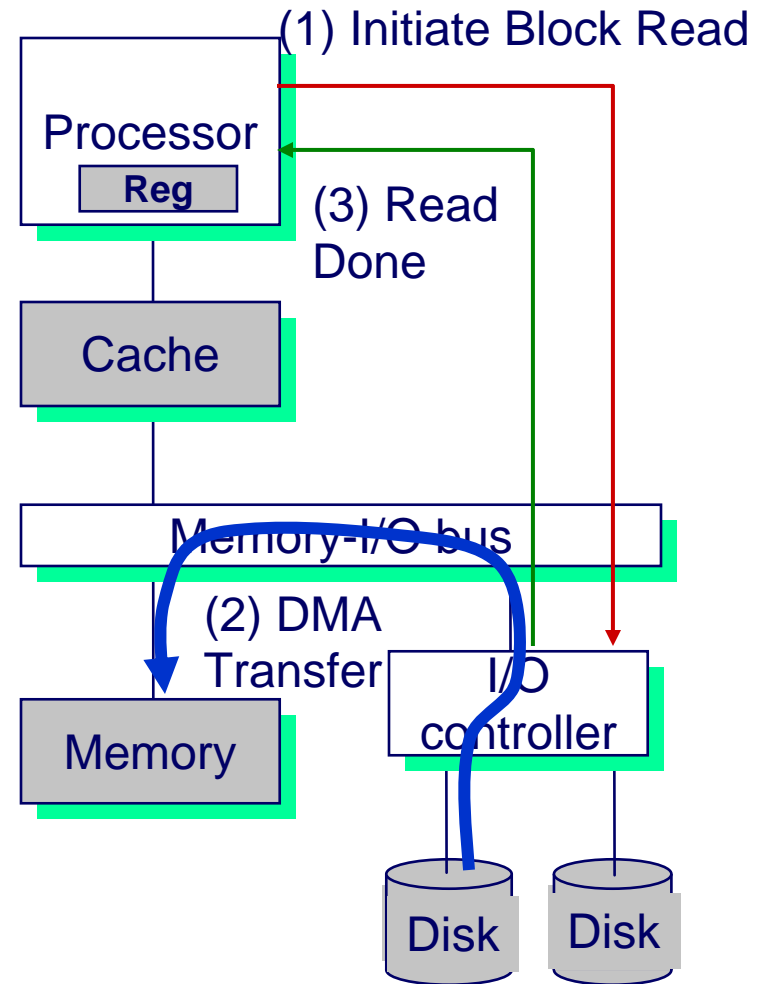 (1) Initiate Block Read
Processor
Reg
(3) Read
Done
Cache
Memory-I/O bus
(2) DMA
Transfer
I/O
controller
Memory
Disk
Disk